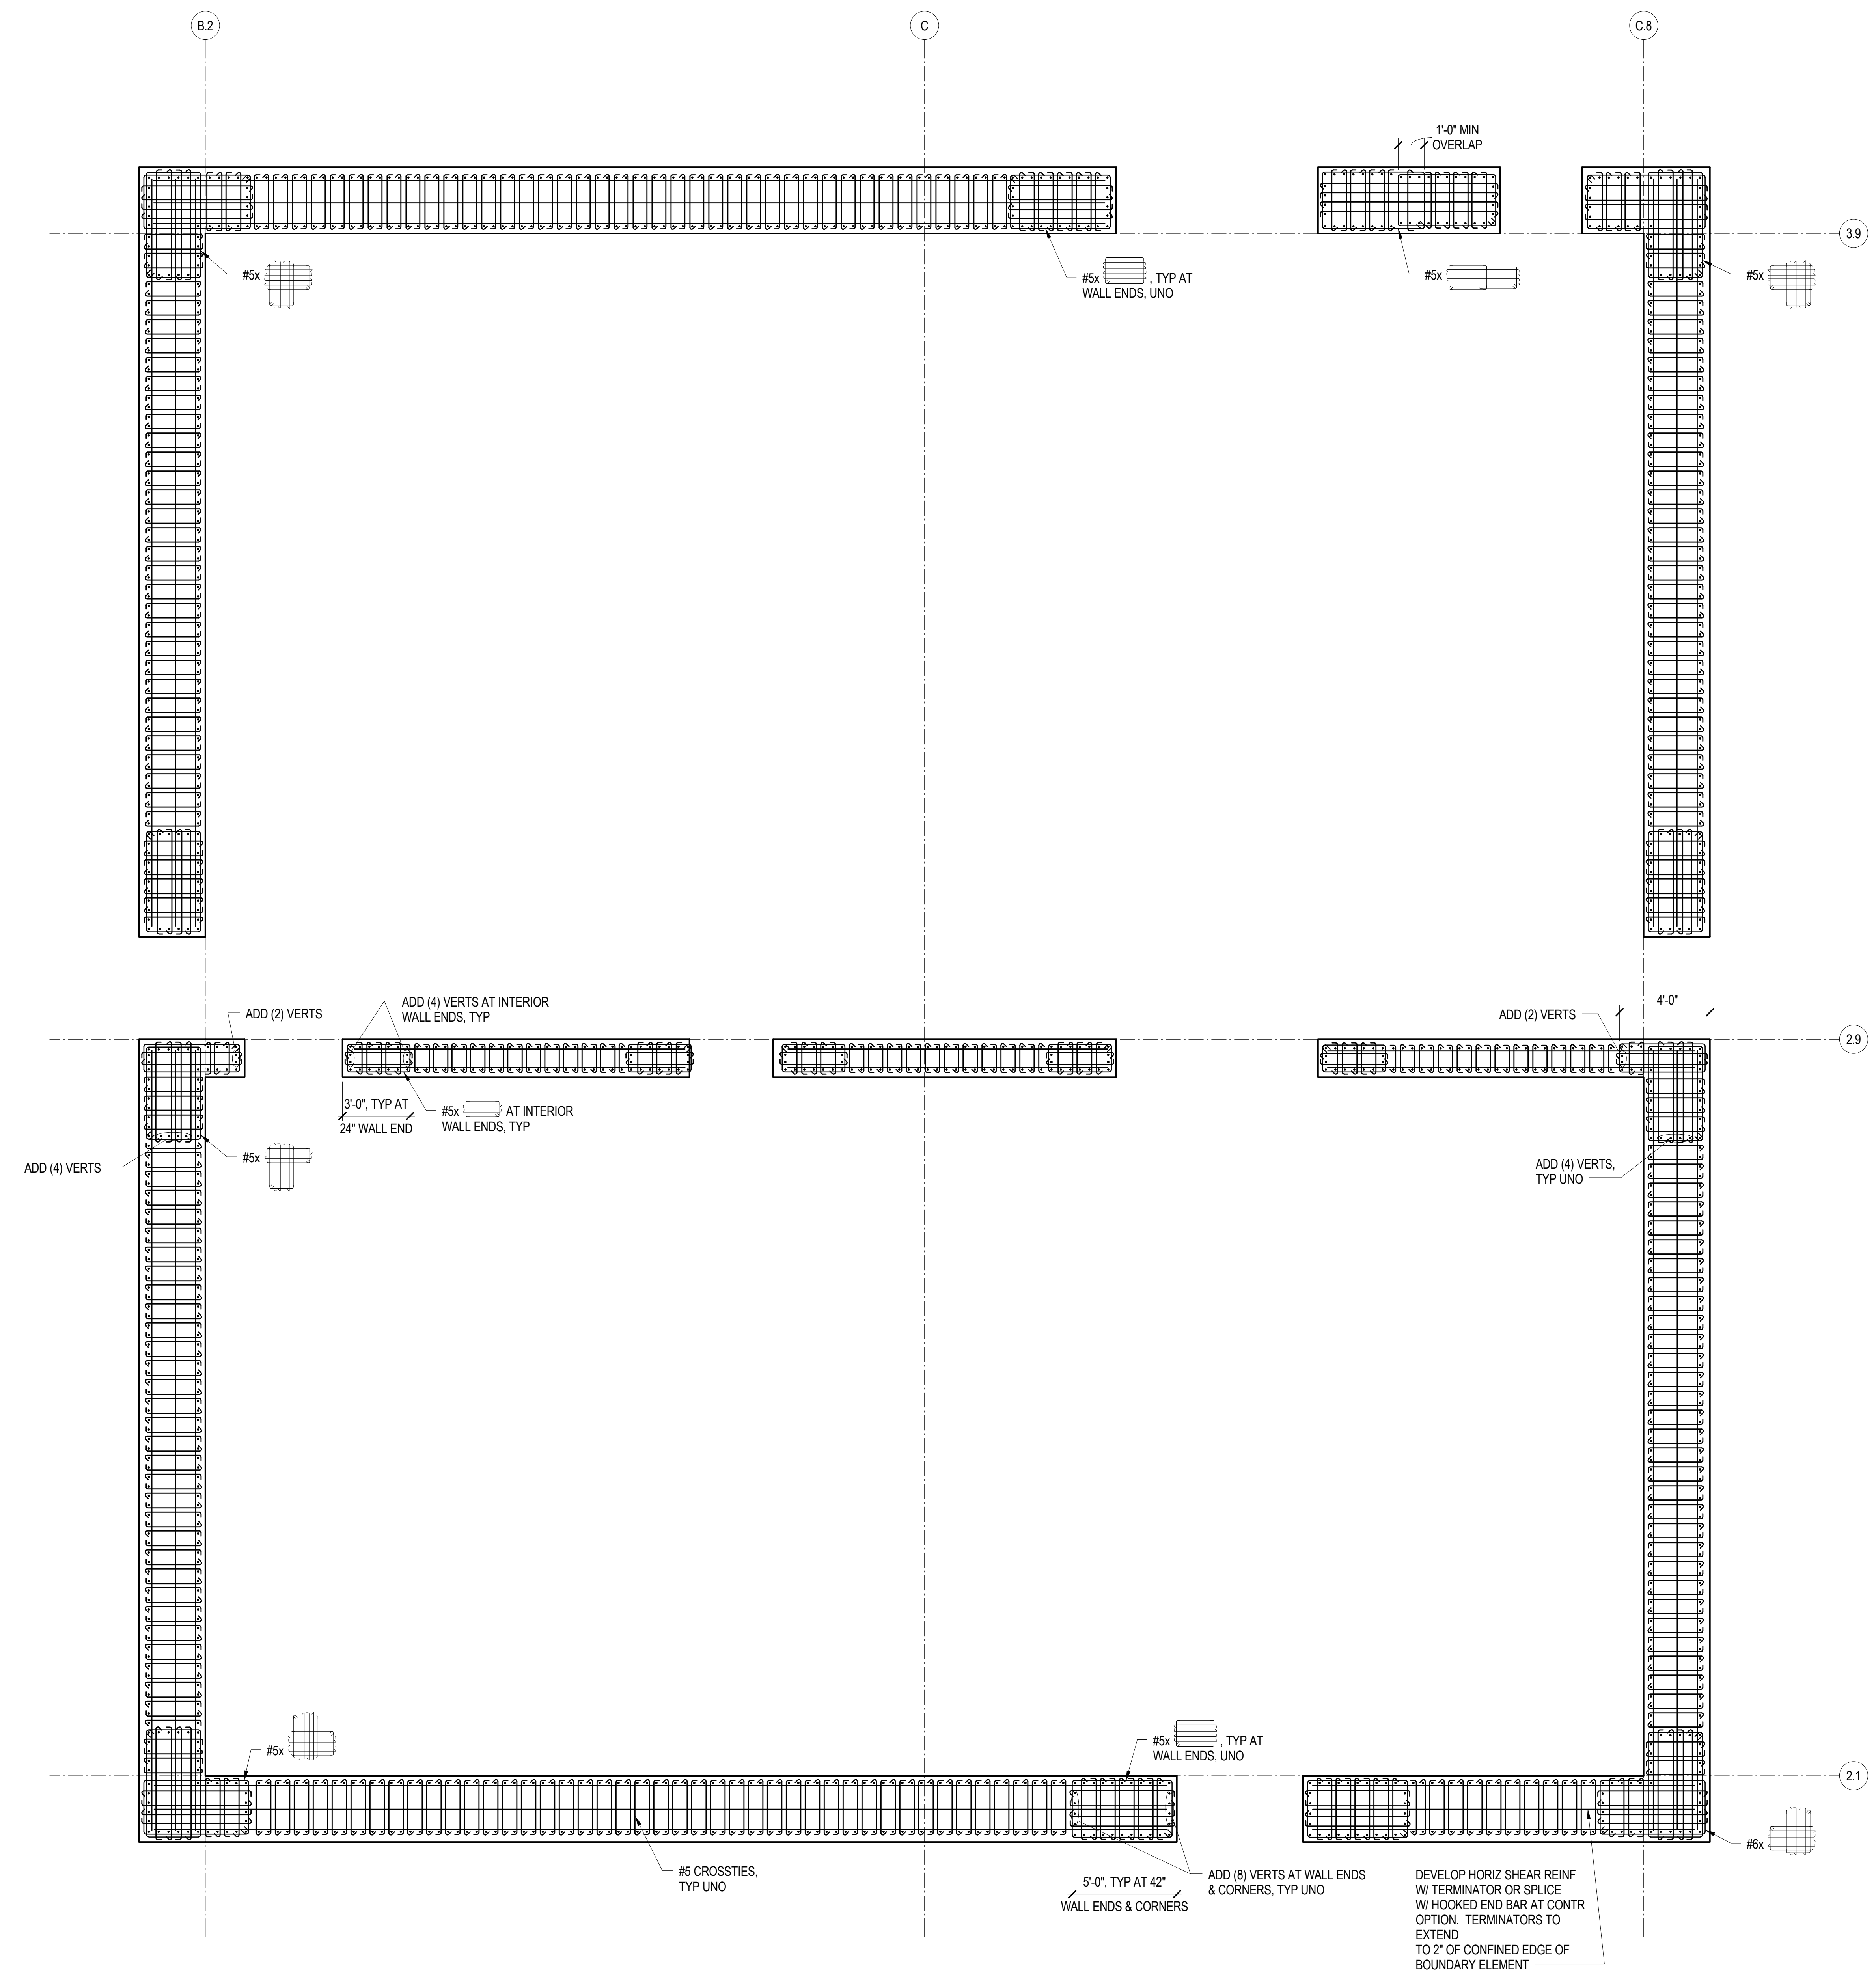 B.2
C
C.8
1'-0" MIN
OVERLAP
3.9
#5x
#5x , TYP AT
WALL ENDS, UNO
#5x
#5x
ADD (2) VERTS
ADD (4) VERTS AT INTERIOR
WALL ENDS, TYP
ADD (2) VERTS
4'-0"
2.9
3'-0", TYP AT
24" WALL END
#5x AT INTERIOR
WALL ENDS, TYP
#5x
ADD (4) VERTS
ADD (4) VERTS,
TYP UNO
#5x
#5x , TYP AT
WALL ENDS, UNO
2.1
#6x
#5 CROSSTIES,
TYP UNO
5'-0", TYP AT 42"
WALL ENDS & CORNERS
ADD (8) VERTS AT WALL ENDS
& CORNERS, TYP UNO
DEVELOP HORIZ SHEAR REINF
W/ TERMINATOR OR SPLICE
W/ HOOKED END BAR AT CONTR
OPTION. TERMINATORS TO
EXTEND
TO 2" OF CONFINED EDGE OF
BOUNDARY ELEMENT